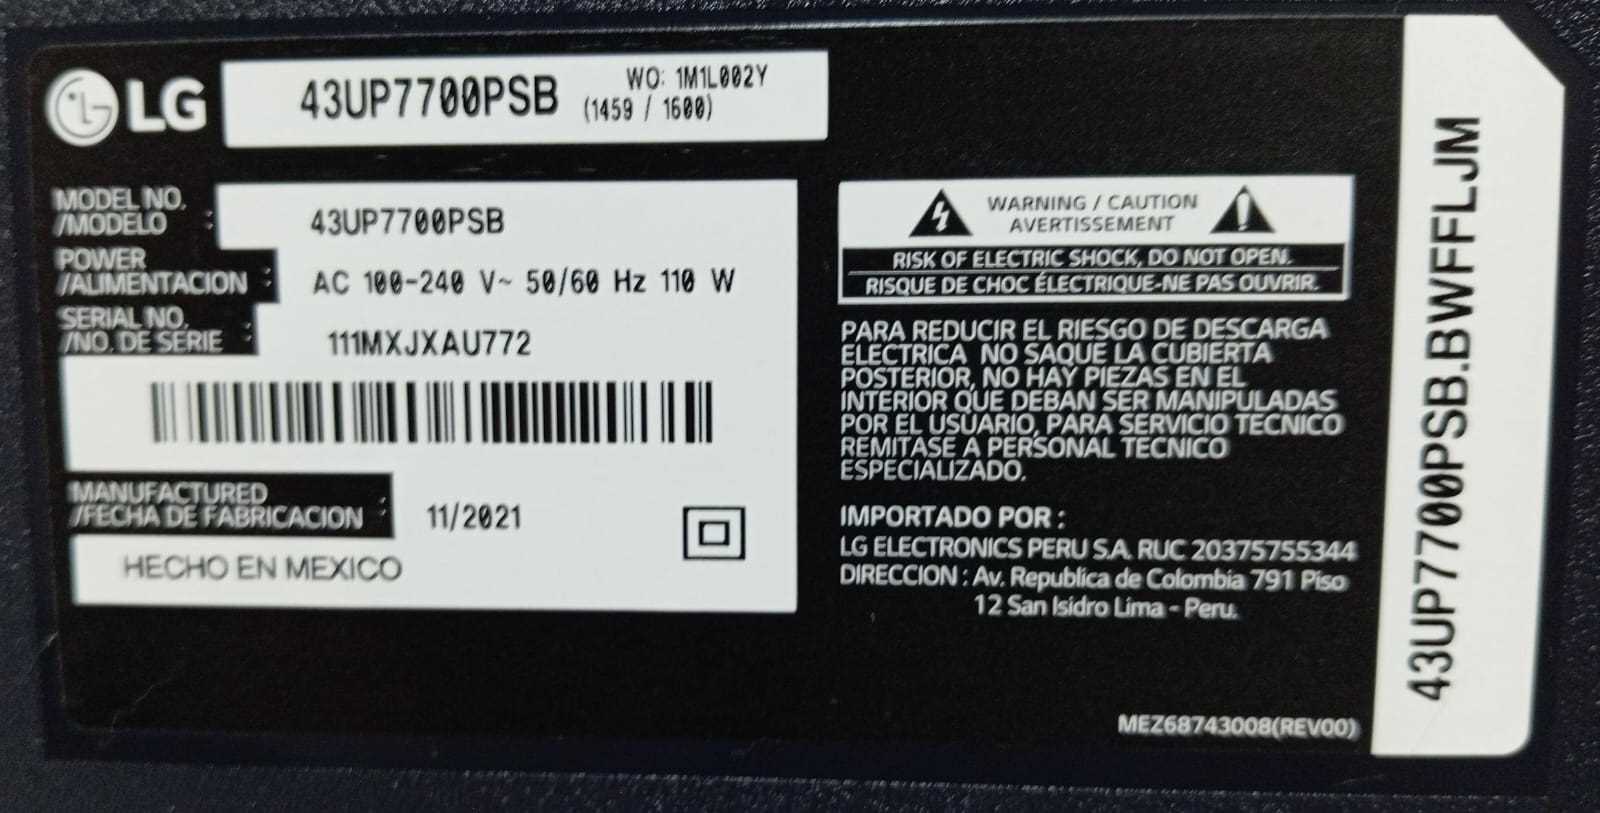 LG
43UP7700PSB
WO: 1M1L002Y
(1459 / 1600)
MODEL NO.
/MODELO :
43UP7700PSB
POWER
/ALIMENTACION :
AC 100-240 V~ 50/60 Hz 110 W
SERIAL NO.
/NO. DE SERIE :
111MXJXAU772
MANUFACTURED
/FECHA DE FABRICACION :
11/2021
HECHO EN MEXICO
WARNING / CAUTION
AVERTISSEMENT
RISK OF ELECTRIC SHOCK, DO NOT OPEN.
RISQUE DE CHOC ÉLECTRIQUE-NE PAS OUVRIR.
PARA REDUCIR EL RIESGO DE DESCARGA
ELECTRICA NO SAQUE LA CUBIERTA
POSTERIOR, NO HAY PIEZAS EN EL
INTERIOR QUE DEBAN SER MANIPULADAS
POR EL USUARIO, PARA SERVICIO TECNICO
REMITASE A PERSONAL TECNICO
ESPECIALIZADO.
IMPORTADO POR :
LG ELECTRONICS PERU S.A. RUC 20375755344
DIRECCION : Av. Republica de Colombia 791 Piso
12 San Isidro Lima - Peru.
MEZ68743008(REV00)
43UP7700PSB.BWFFLJM